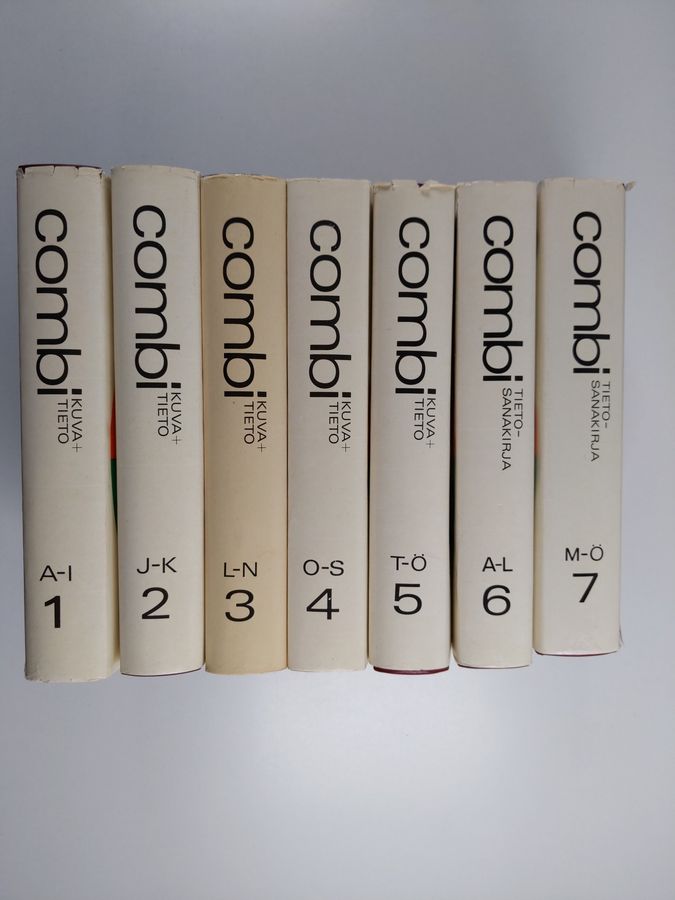 combi
KUVA+
TIETO
A-I
1
combi
KUVA+
TIETO
J-K
2
combi
KUVA+
TIETO
L-N
3
combi
KUVA+
TIETO
O-S
4
combi
KUVA+
TIETO
T-Ö
5
combi
TIETO-
SANAKIRJA
A-L
6
combi
TIETO-
SANAKIRJA
M-Ö
7